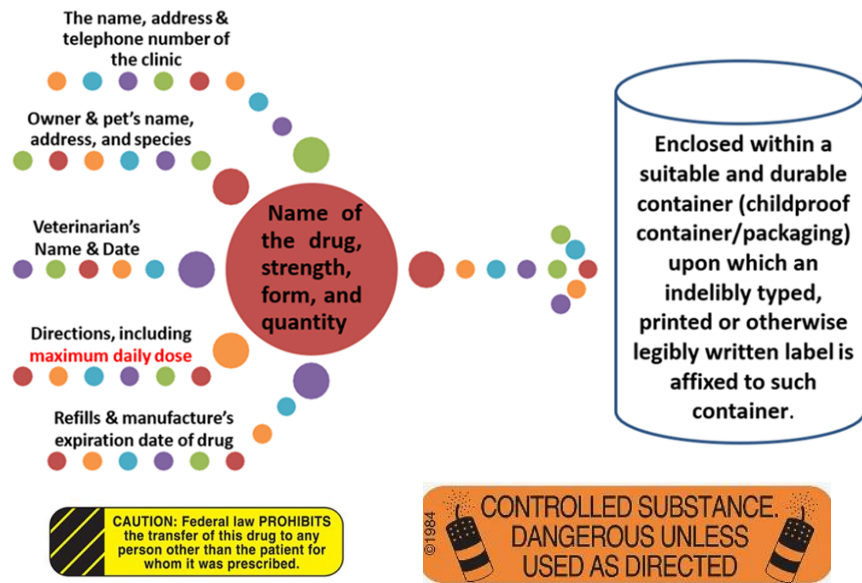 The name, address &
telephone number of
the clinic
Owner & pet's name,
address, and species
Veterinarian's
Name & Date
Directions, including
maximum daily dose
Refills & manufacture's
expiration date of drug
Name of
the drug,
strength,
form, and
quantity
Enclosed within a
suitable and durable
container (childproof
container/packaging)
upon which an
indelibly typed,
printed or otherwise
legibly written label is
affixed to such
container.
CAUTION: Federal law PROHIBITS
the transfer of this drug to any
person other than the patient for
whom it was prescribed.
©1984
CONTROLLED SUBSTANCE.
DANGEROUS UNLESS
USED AS DIRECTED